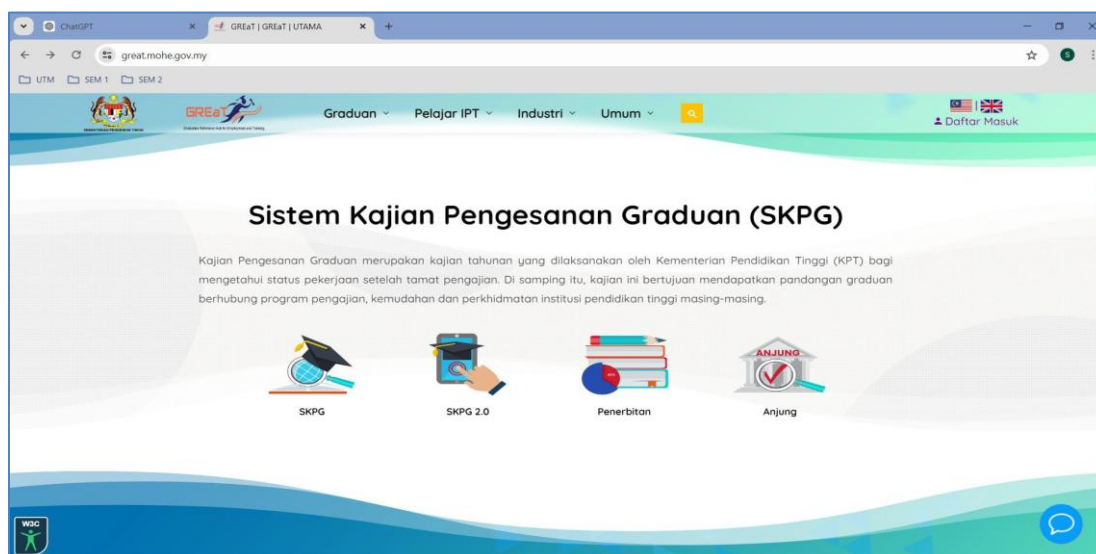 ChatGPT
GREaT | GREaT | UTAMA
great.mohe.gov.my
S
UTM SEM 1 SEM 2
GREaT
Graduan Pelajar IPT Industri Umum
Daftar Masuk
Sistem Kajian Pengesanan Graduan (SKPG)
Kajian Pengesanan Graduan merupakan kajian tahunan yang dilaksanakan oleh Kementerian Pendidikan Tinggi (KPT) bagi
mengetahui status pekerjaan setelah tamat pengajian. Di samping itu, kajian ini bertujuan mendapatkan pandangan graduan
berhubung program pengajian, kemudahan dan perkhidmatan institusi pendidikan tinggi masing-masing.
ANJUNG
SKPG
SKPG 2.0
Penerbitan
Anjung
W3C